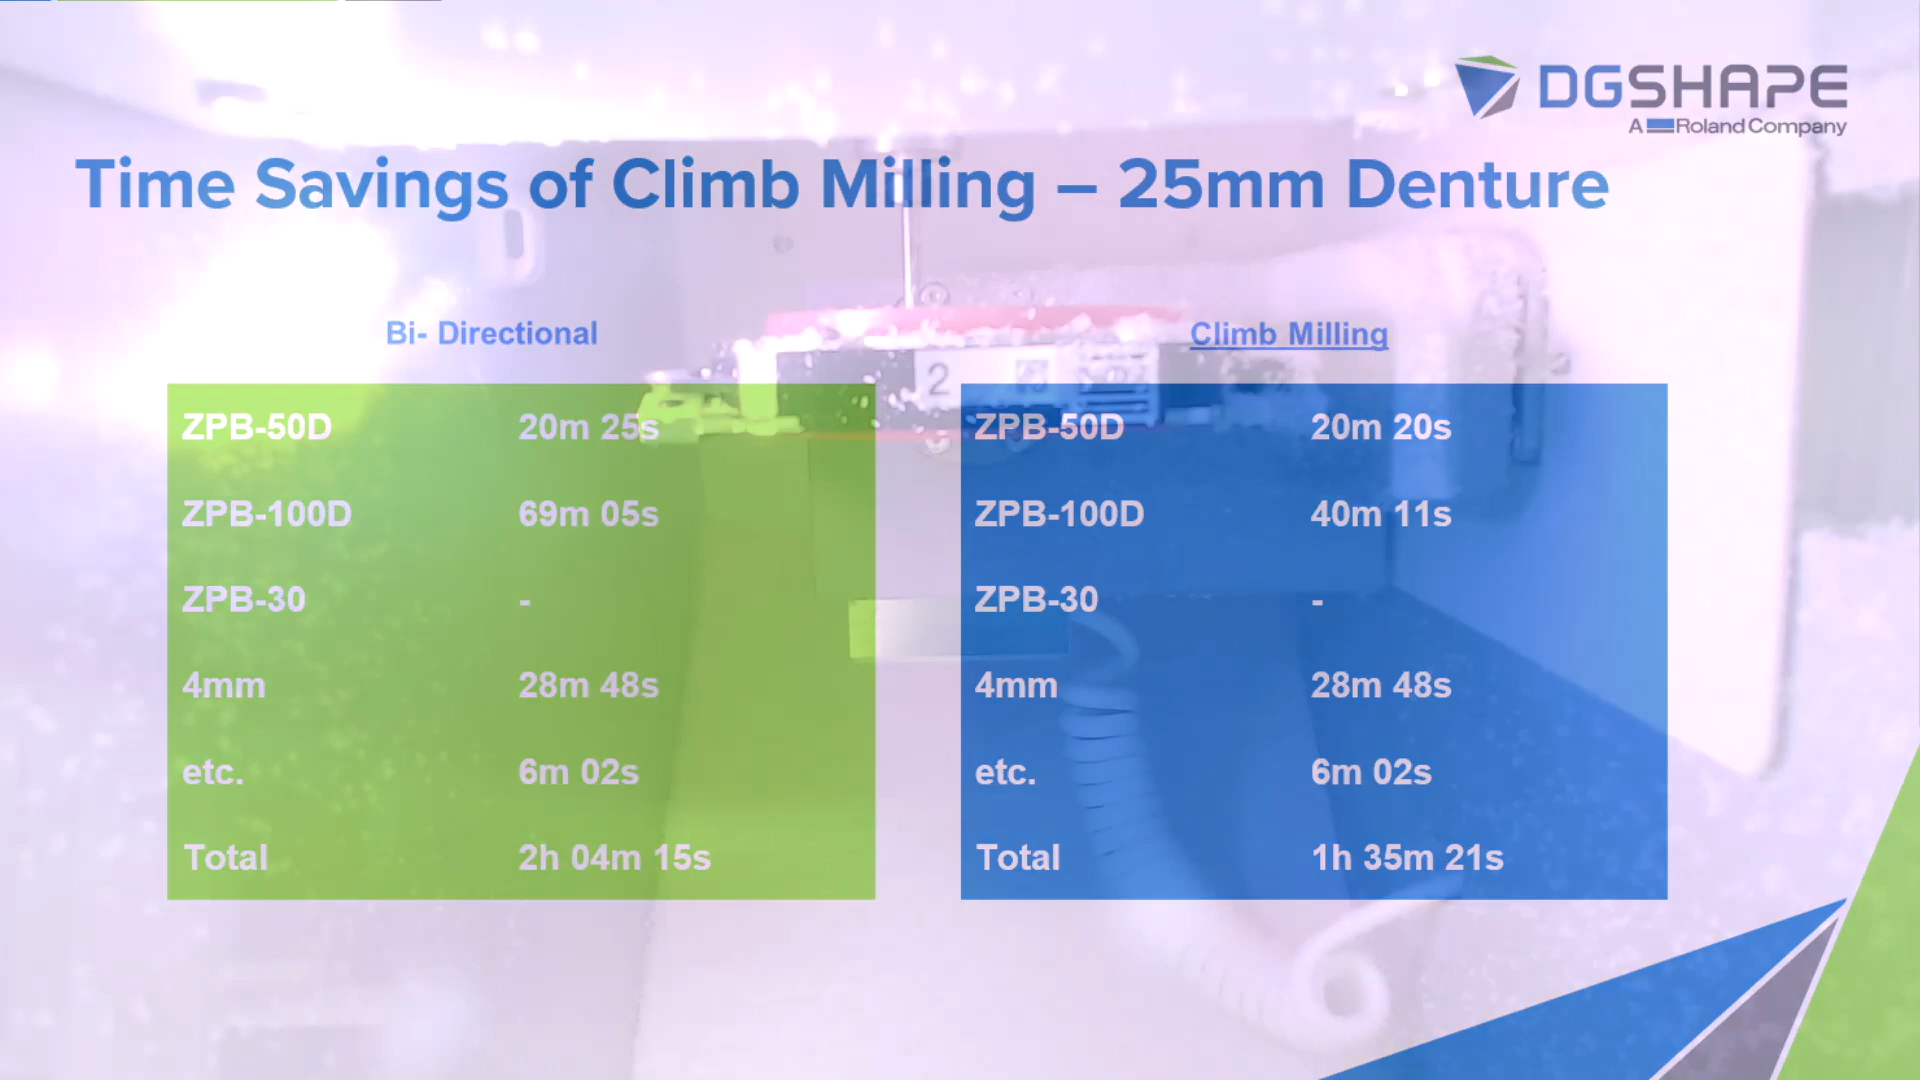 DGSHAPE
A Roland Company
Time Savings of Climb Milling – 25mm Denture
Bi- Directional
Climb Milling
2
ZPB-50D 20m 25s
ZPB-100D 69m 05s
ZPB-30 -
4mm 28m 48s
etc. 6m 02s
Total 2h 04m 15s
ZPB-50D 20m 20s
ZPB-100D 40m 11s
ZPB-30 -
4mm 28m 48s
etc. 6m 02s
Total 1h 35m 21s